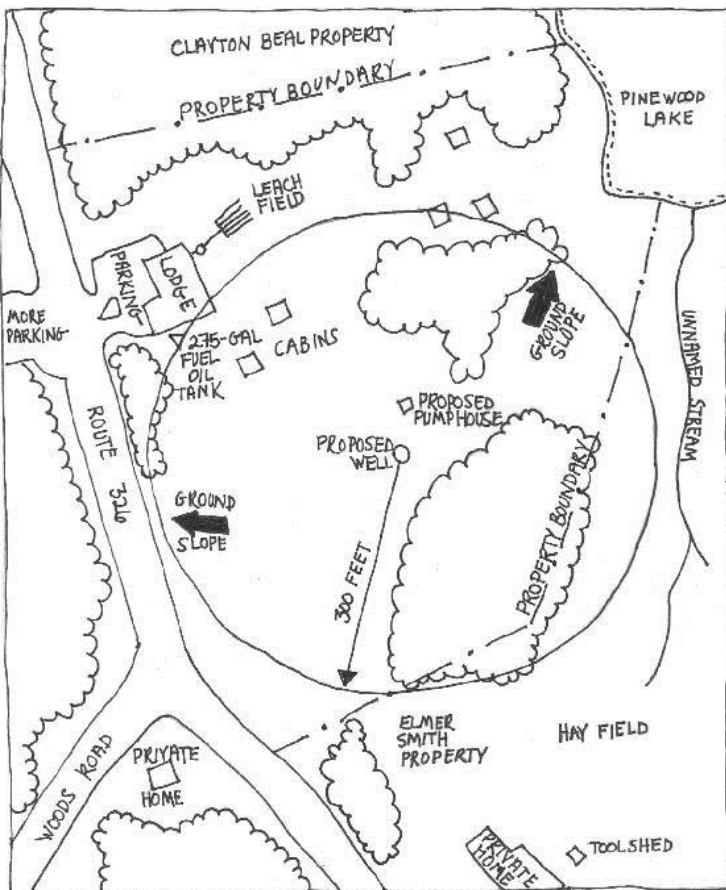 CLAYTON BEAL PROPERTY
PROPERTY BOUNDARY
PINEWOOD
LAKE
LEACH
FIELD
PARKING
LODGE
MORE
PARKING
275-GAL
FUEL
OIL
TANK
CABINS
GROUND
SLOPE
UNNAMED STREAM
PROPOSED
PUMPHOUSE
PROPOSED
WELL
ROUTE 326
GROUND
SLOPE
300 FEET
PROPERTY BOUNDARY
ELMER
SMITH
PROPERTY
HAY FIELD
WOODS ROAD
PRIVATE
HOME
PRIVATE
HOME
TOOLSHED